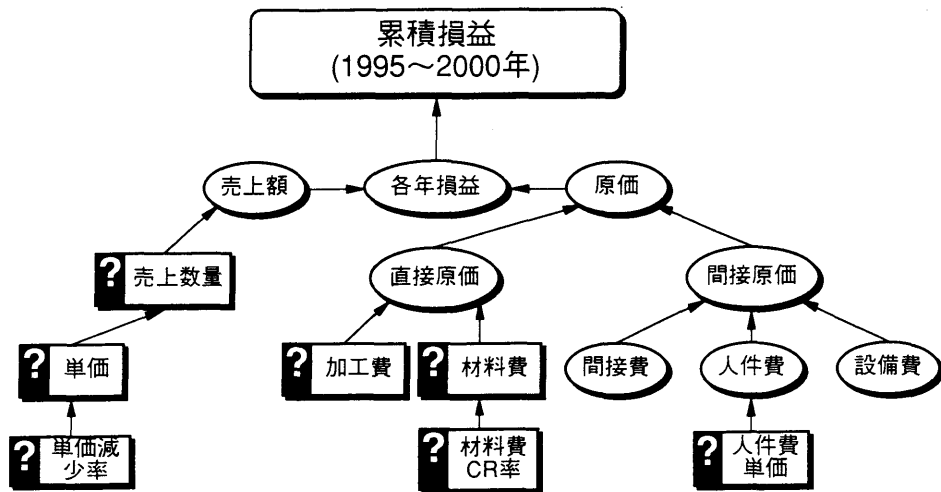 累積損益
(1995～2000年)
売上額
各年損益
原価
? 売上数量
直接原価
間接原価
? 単価
? 加工費
? 材料費
間接費
人件費
設備費
? 単価減
少率
? 材料費
CR率
? 人件費
単価